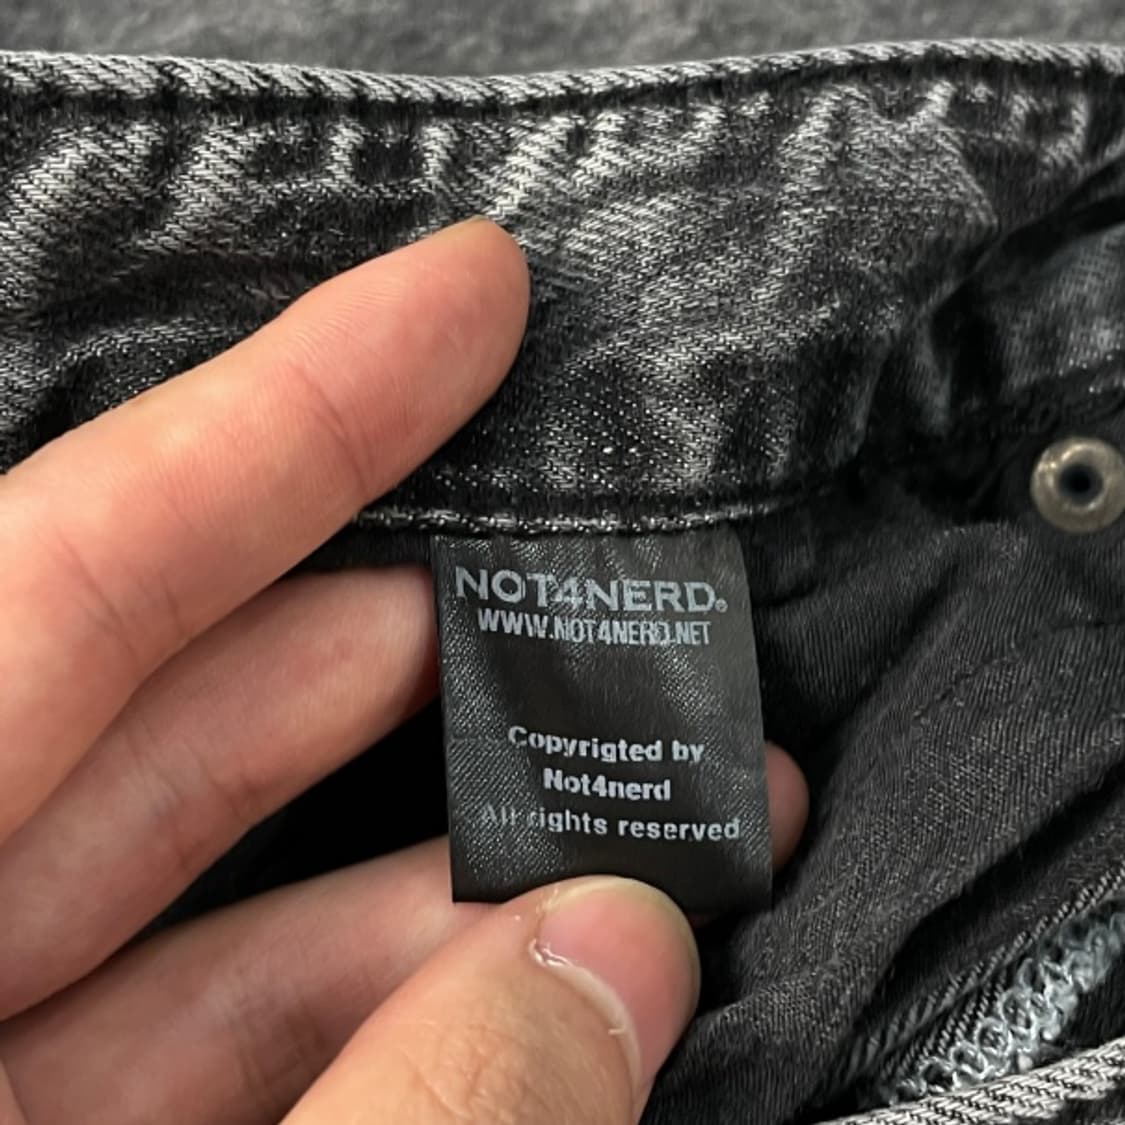 NOT4NERD®
WWW.NOT4NERD.NET
Copyrigted by
Not4nerd
All rights reserved